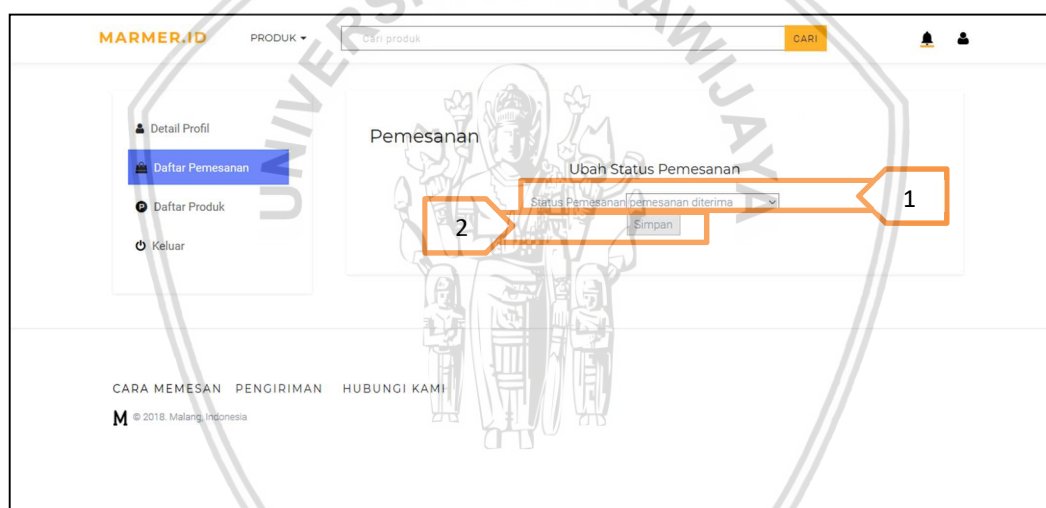 MARMER.ID PRODUK Cari produk CARI
Detail Profil
Daftar Pemesanan
Daftar Produk
Keluar
Pemesanan
Ubah Status Pemesanan
Status Pemesanan pemesanan diterima
Simpan
1
2
CARA MEMESAN PENGIRIMAN HUBUNGI KAMI
M © 2018. Malang, Indonesia